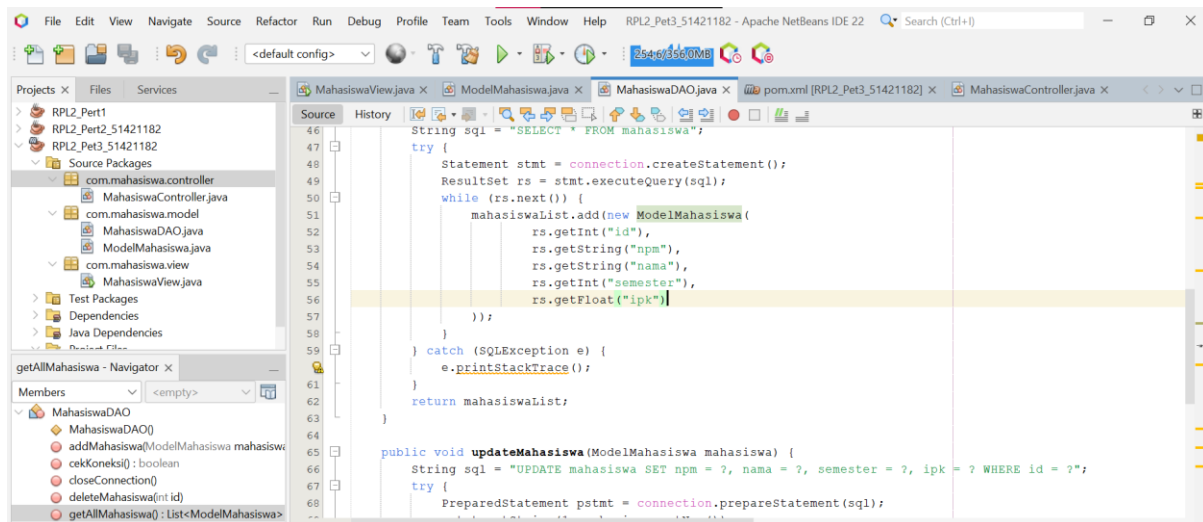 File Edit View Navigate Source Refactor Run Debug Profile Team Tools Window Help RPL2_Pet3_51421182 - Apache NetBeans IDE 22 Search (Ctrl+I)
<default config> 254,6/356,0MB
Projects Files Services
RPL2_Pert1
RPL2_Pert2_51421182
RPL2_Pet3_51421182
Source Packages
com.mahasiswa.controller
MahasiswaController.java
com.mahasiswa.model
MahasiswaDAO.java
ModelMahasiswa.java
com.mahasiswa.view
MahasiswaView.java
Test Packages
Dependencies
Java Dependencies
Project Files
getAllMahasiswa - Navigator
Members <empty>
MahasiswaDAO
MahasiswaDAO()
addMahasiswa(ModelMahasiswa mahasiswa
cekKoneksi() : boolean
closeConnection()
deleteMahasiswa(int id)
getAllMahasiswa() : List<ModelMahasiswa>
MahasiswaView.java ModelMahasiswa.java MahasiswaDAO.java pom.xml [RPL2_Pet3_51421182] MahasiswaController.java
Source History
46 String sql = "SELECT * FROM mahasiswa";
47 try {
48 Statement stmt = connection.createStatement();
49 ResultSet rs = stmt.executeQuery(sql);
50 while (rs.next()) {
51 mahasiswaList.add(new ModelMahasiswa(
52 rs.getInt("id"),
53 rs.getString("npm"),
54 rs.getString("nama"),
55 rs.getInt("semester"),
56 rs.getFloat("ipk")
57 ));
58 }
59 } catch (SQLException e) {
e.printStackTrace();
61 }
62 return mahasiswaList;
63 }
64
65 public void updateMahasiswa(ModelMahasiswa mahasiswa) {
66 String sql = "UPDATE mahasiswa SET npm = ?, nama = ?, semester = ?, ipk = ? WHERE id = ?";
67 try {
68 PreparedStatement pstmt = connection.prepareStatement(sql);